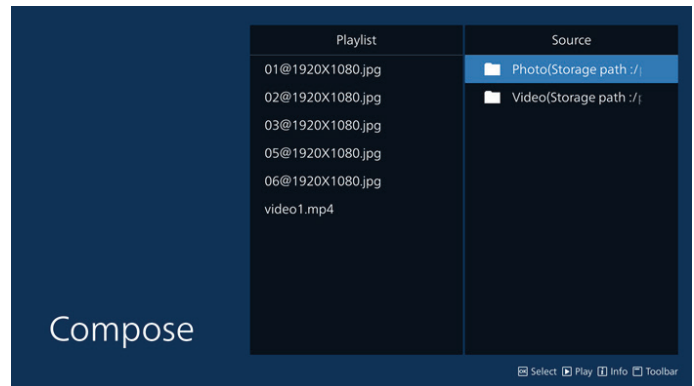 Playlist
01@1920X1080.jpg
02@1920X1080.jpg
03@1920X1080.jpg
05@1920X1080.jpg
06@1920X1080.jpg
video1.mp4
Source
Photo(Storage path :/
Video(Storage path :/
Compose
OK Select Play i Info Toolbar